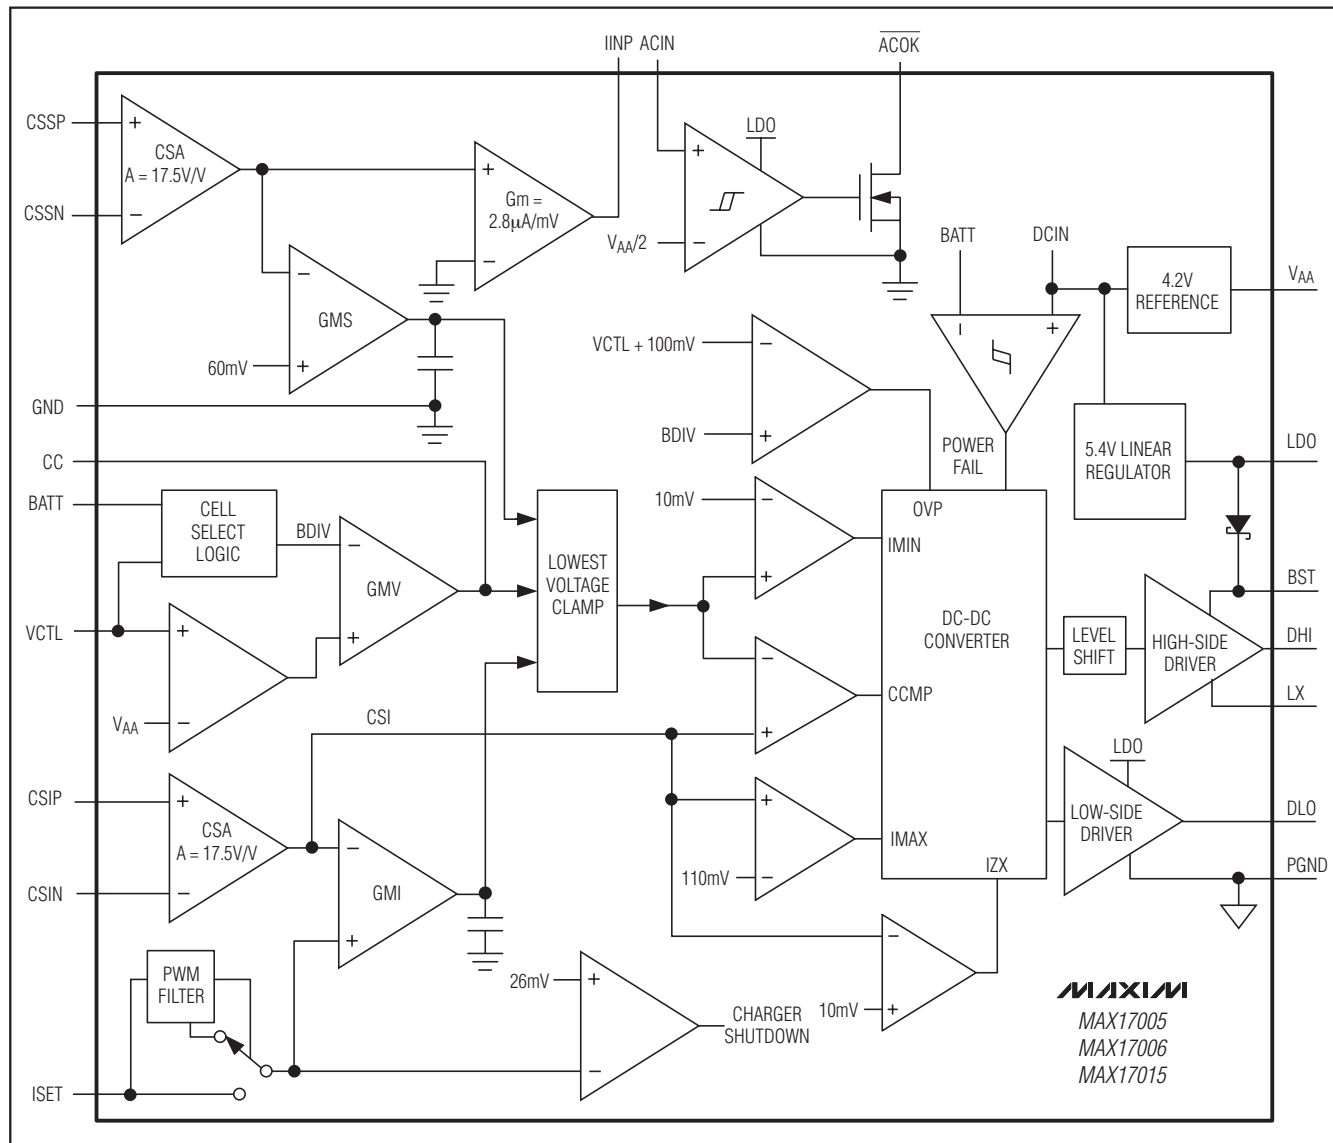 IINP ACIN
ACOK
CSSP
+
CSA
A = 17.5V/V
CSSN
−
+
Gm =
2.8µA/mV
−
LDO
+
VAA/2
−
BATT
DCIN
−
+
4.2V
REFERENCE
VAA
−
GMS
60mV
+
VCTL + 100mV
−
BDIV
+
POWER
FAIL
5.4V LINEAR
REGULATOR
LDO
GND
CC
BATT
CELL
SELECT
LOGIC
BDIV
−
GMV
+
VCTL
+
VAA
−
LOWEST
VOLTAGE
CLAMP
10mV
−
+
OVP
IMIN
DC-DC
CONVERTER
−
+
CCMP
LEVEL
SHIFT
HIGH-SIDE
DRIVER
BST
DHI
LX
CSI
CSIP
+
CSA
A = 17.5V/V
CSIN
−
−
GMI
+
+
110mV
−
IMAX
IZX
LDO
LOW-SIDE
DRIVER
DLO
PGND
PWM
FILTER
ISET
26mV
+
−
CHARGER
SHUTDOWN
−
10mV
+
MAXIM
MAX17005
MAX17006
MAX17015